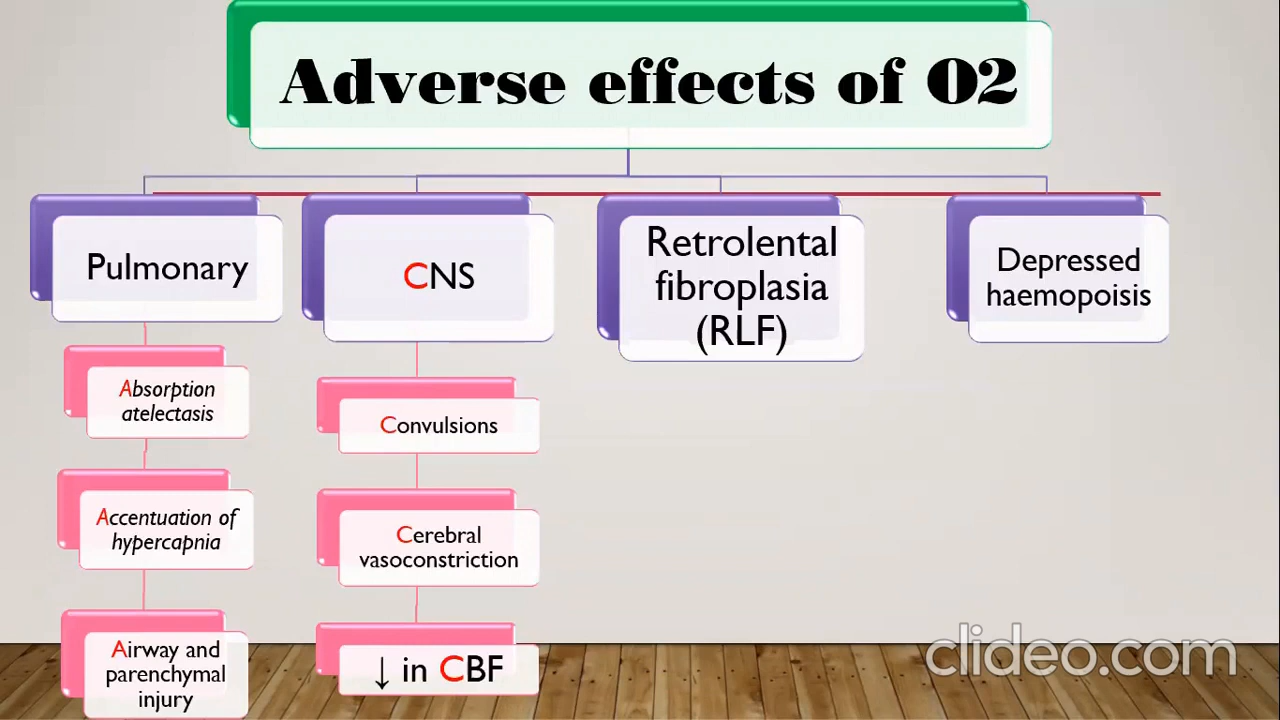 Adverse effects of O2
Pulmonary
Absorption
atelectasis
Accentuation of
hypercapnia
Airway and
parenchymal
injury
CNS
Convulsions
Cerebral
vasoconstriction
↓ in CBF
Retrolental
fibroplasia
(RLF)
Depressed
haemopoisis
clideo.com